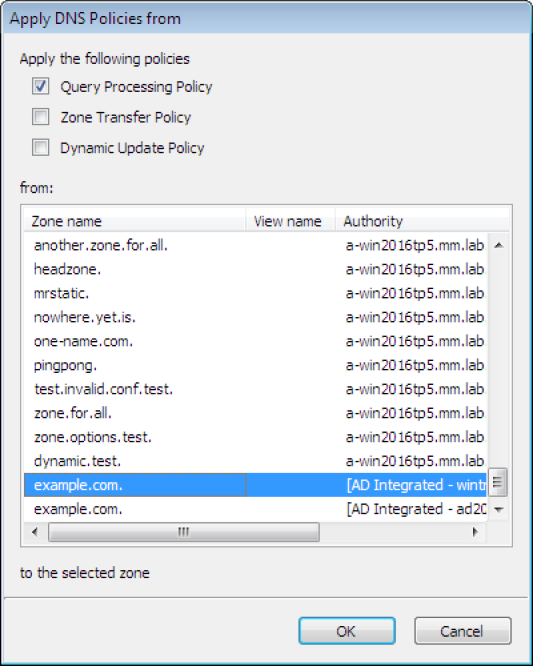 Apply DNS Policies from
Apply the following policies
Query Processing Policy
Zone Transfer Policy
Dynamic Update Policy
from:
Zone name View name Authority
another.zone.for.all. a-win2016tp5.mm.lab
headzone. a-win2016tp5.mm.lab
mrstatic. a-win2016tp5.mm.lab
nowhere.yet.is. a-win2016tp5.mm.lab
one-name.com. a-win2016tp5.mm.lab
pingpong. a-win2016tp5.mm.lab
test.invalid.conf.test. a-win2016tp5.mm.lab
zone.for.all. a-win2016tp5.mm.lab
zone.options.test. a-win2016tp5.mm.lab
dynamic.test. a-win2016tp5.mm.lab
example.com. [AD Integrated - wintr
example.com. [AD Integrated - ad20
to the selected zone
OK Cancel